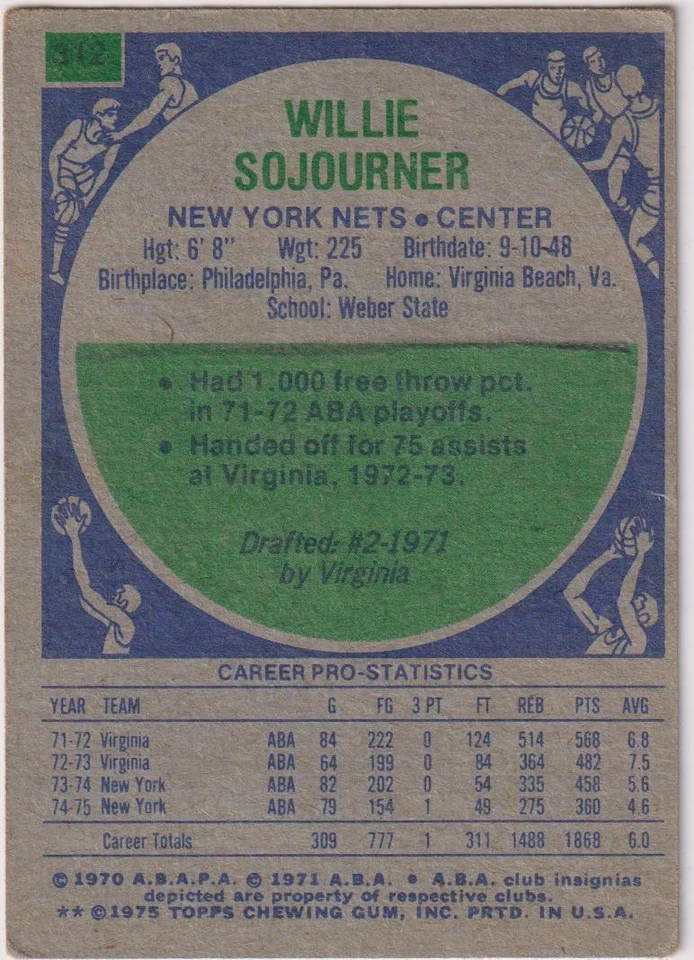 312
WILLIE
SOJOURNER
NEW YORK NETS • CENTER
Hgt: 6' 8" Wgt: 225 Birthdate: 9-10-48
Birthplace: Philadelphia, Pa. Home: Virginia Beach, Va.
School: Weber State
• Had 1.000 free throw pct.
in 71-72 ABA playoffs.
• Handed off for 75 assists
at Virginia, 1972-73.
Drafted: #2-1971
by Virginia
CAREER PRO-STATISTICS
YEAR TEAM G FG 3 PT FT REB PTS AVG
71-72 Virginia ABA 84 222 0 124 514 568 6.8
72-73 Virginia ABA 64 199 0 84 364 482 7.5
73-74 New York ABA 82 202 0 54 335 458 5.6
74-75 New York ABA 79 154 1 49 275 360 4.6
Career Totals 309 777 1 311 1488 1868 6.0
© 1970 A.B.A.P.A. © 1971 A.B.A. • A.B.A. club insignias
depicted are property of respective clubs.
** ©1975 TOPPS CHEWING GUM, INC. PRTD. IN U.S.A.